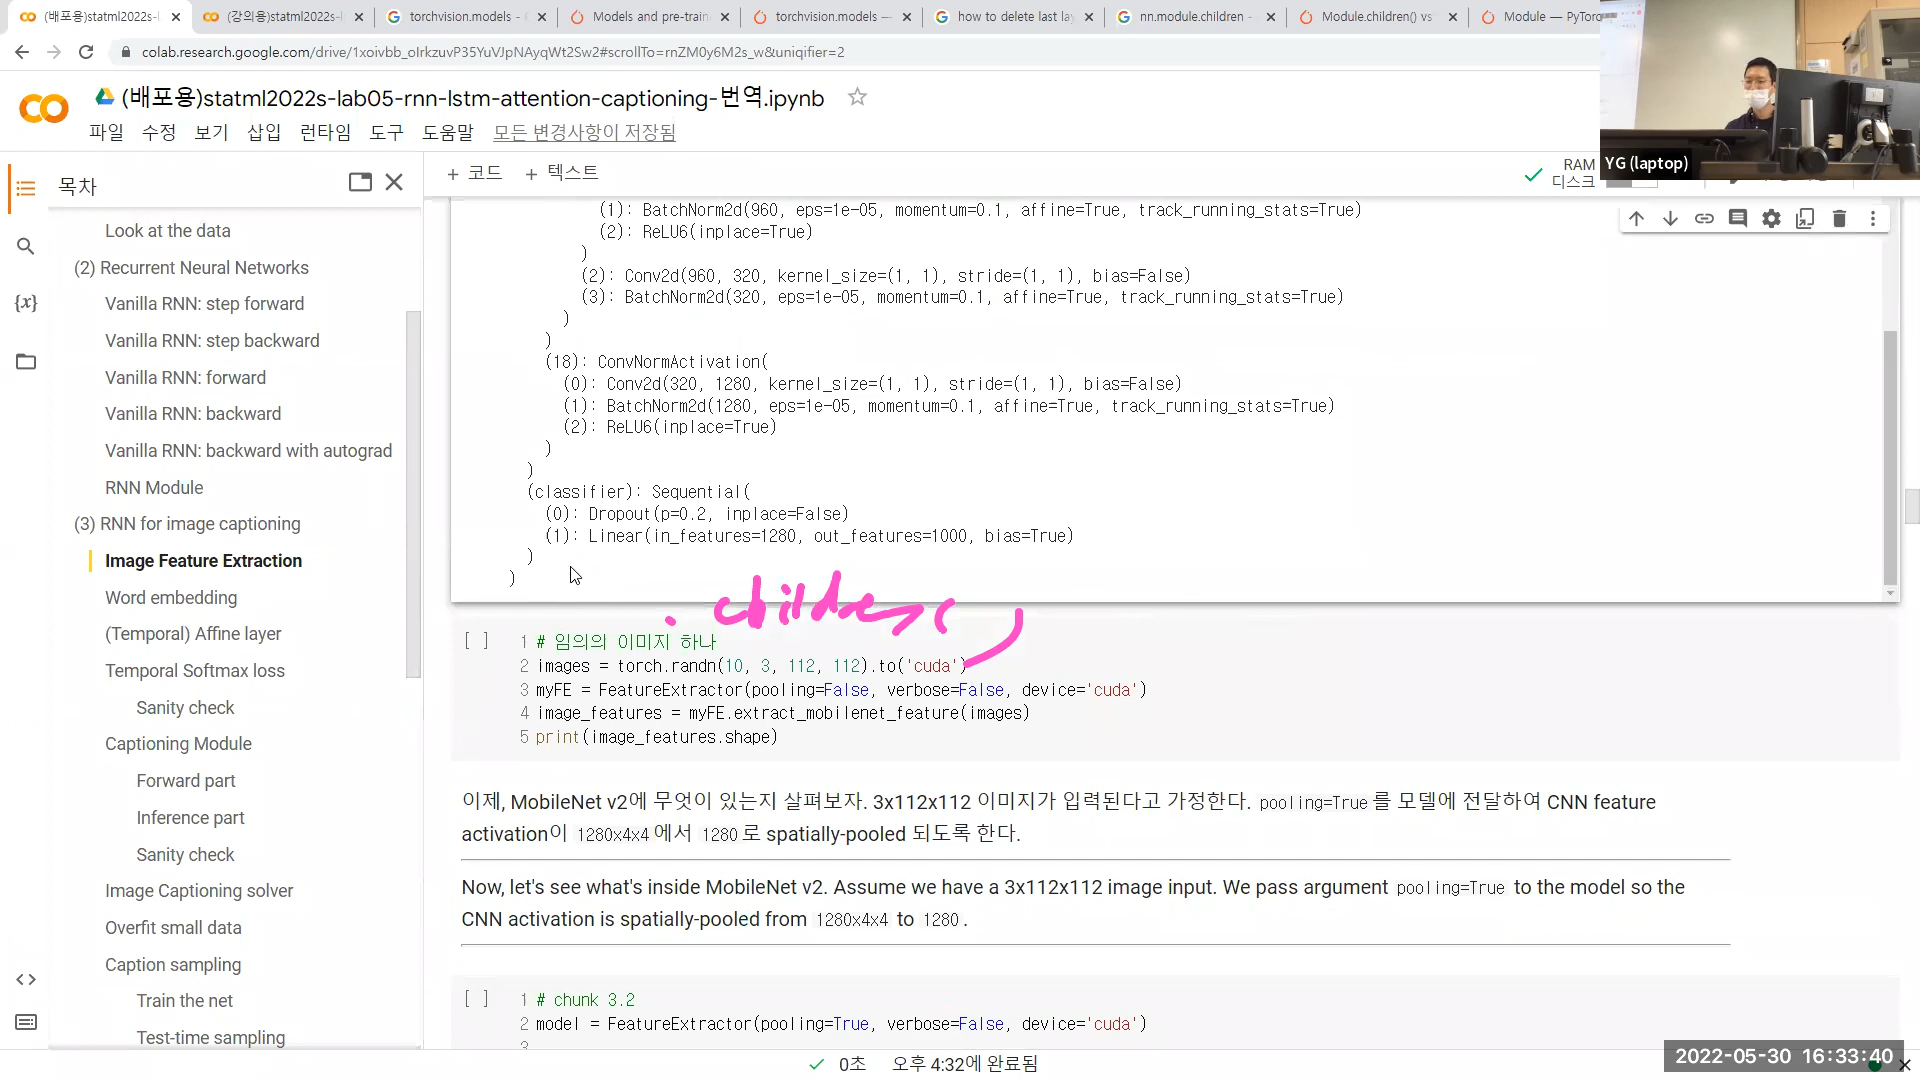 (배포용)statml2022s-l
(강의용)statml2022s-l
torchvision.models -
Models and pre-train
torchvision.models —
how to delete last lay
nn.module.children -
Module.children() vs
Module — PyTorc
colab.research.google.com/drive/1xoivbb_oIrkzuvP35YuVJpNAyqWt2Sw2#scrollTo=rnZM0y6M2s_w&uniqifier=2
(배포용)statml2022s-lab05-rnn-lstm-attention-captioning-번역.ipynb
파일 수정 보기 삽입 런타임 도구 도움말 모든 변경사항이 저장됨
YG (laptop)
목차
+ 코드 + 텍스트
RAM
디스크
Look at the data
(2) Recurrent Neural Networks
Vanilla RNN: step forward
Vanilla RNN: step backward
Vanilla RNN: forward
Vanilla RNN: backward
Vanilla RNN: backward with autograd
RNN Module
(3) RNN for image captioning
Image Feature Extraction
Word embedding
(Temporal) Affine layer
Temporal Softmax loss
Sanity check
Captioning Module
Forward part
Inference part
Sanity check
Image Captioning solver
Overfit small data
Caption sampling
Train the net
Test-time sampling
(1): BatchNorm2d(960, eps=1e-05, momentum=0.1, affine=True, track_running_stats=True)
(2): ReLU6(inplace=True)
)
(2): Conv2d(960, 320, kernel_size=(1, 1), stride=(1, 1), bias=False)
(3): BatchNorm2d(320, eps=1e-05, momentum=0.1, affine=True, track_running_stats=True)
)
)
(18): ConvNormActivation(
(0): Conv2d(320, 1280, kernel_size=(1, 1), stride=(1, 1), bias=False)
(1): BatchNorm2d(1280, eps=1e-05, momentum=0.1, affine=True, track_running_stats=True)
(2): ReLU6(inplace=True)
)
)
(classifier): Sequential(
(0): Dropout(p=0.2, inplace=False)
(1): Linear(in_features=1280, out_features=1000, bias=True)
)
)
.children()
[ ] 1 # 임의의 이미지 하나
2 images = torch.randn(10, 3, 112, 112).to('cuda')
3 myFE = FeatureExtractor(pooling=False, verbose=False, device='cuda')
4 image_features = myFE.extract_mobilenet_feature(images)
5 print(image_features.shape)
이제, MobileNet v2에 무엇이 있는지 살펴보자. 3x112x112 이미지가 입력된다고 가정한다. pooling=True 를 모델에 전달하여 CNN feature
activation이 1280x4x4 에서 1280 로 spatially-pooled 되도록 한다.
Now, let's see what's inside MobileNet v2. Assume we have a 3x112x112 image input. We pass argument pooling=True to the model so the
CNN activation is spatially-pooled from 1280x4x4 to 1280 .
[ ] 1 # chunk 3.2
2 model = FeatureExtractor(pooling=True, verbose=False, device='cuda')
3
0초 오후 4:32에 완료됨
2022-05-30 16:33:40